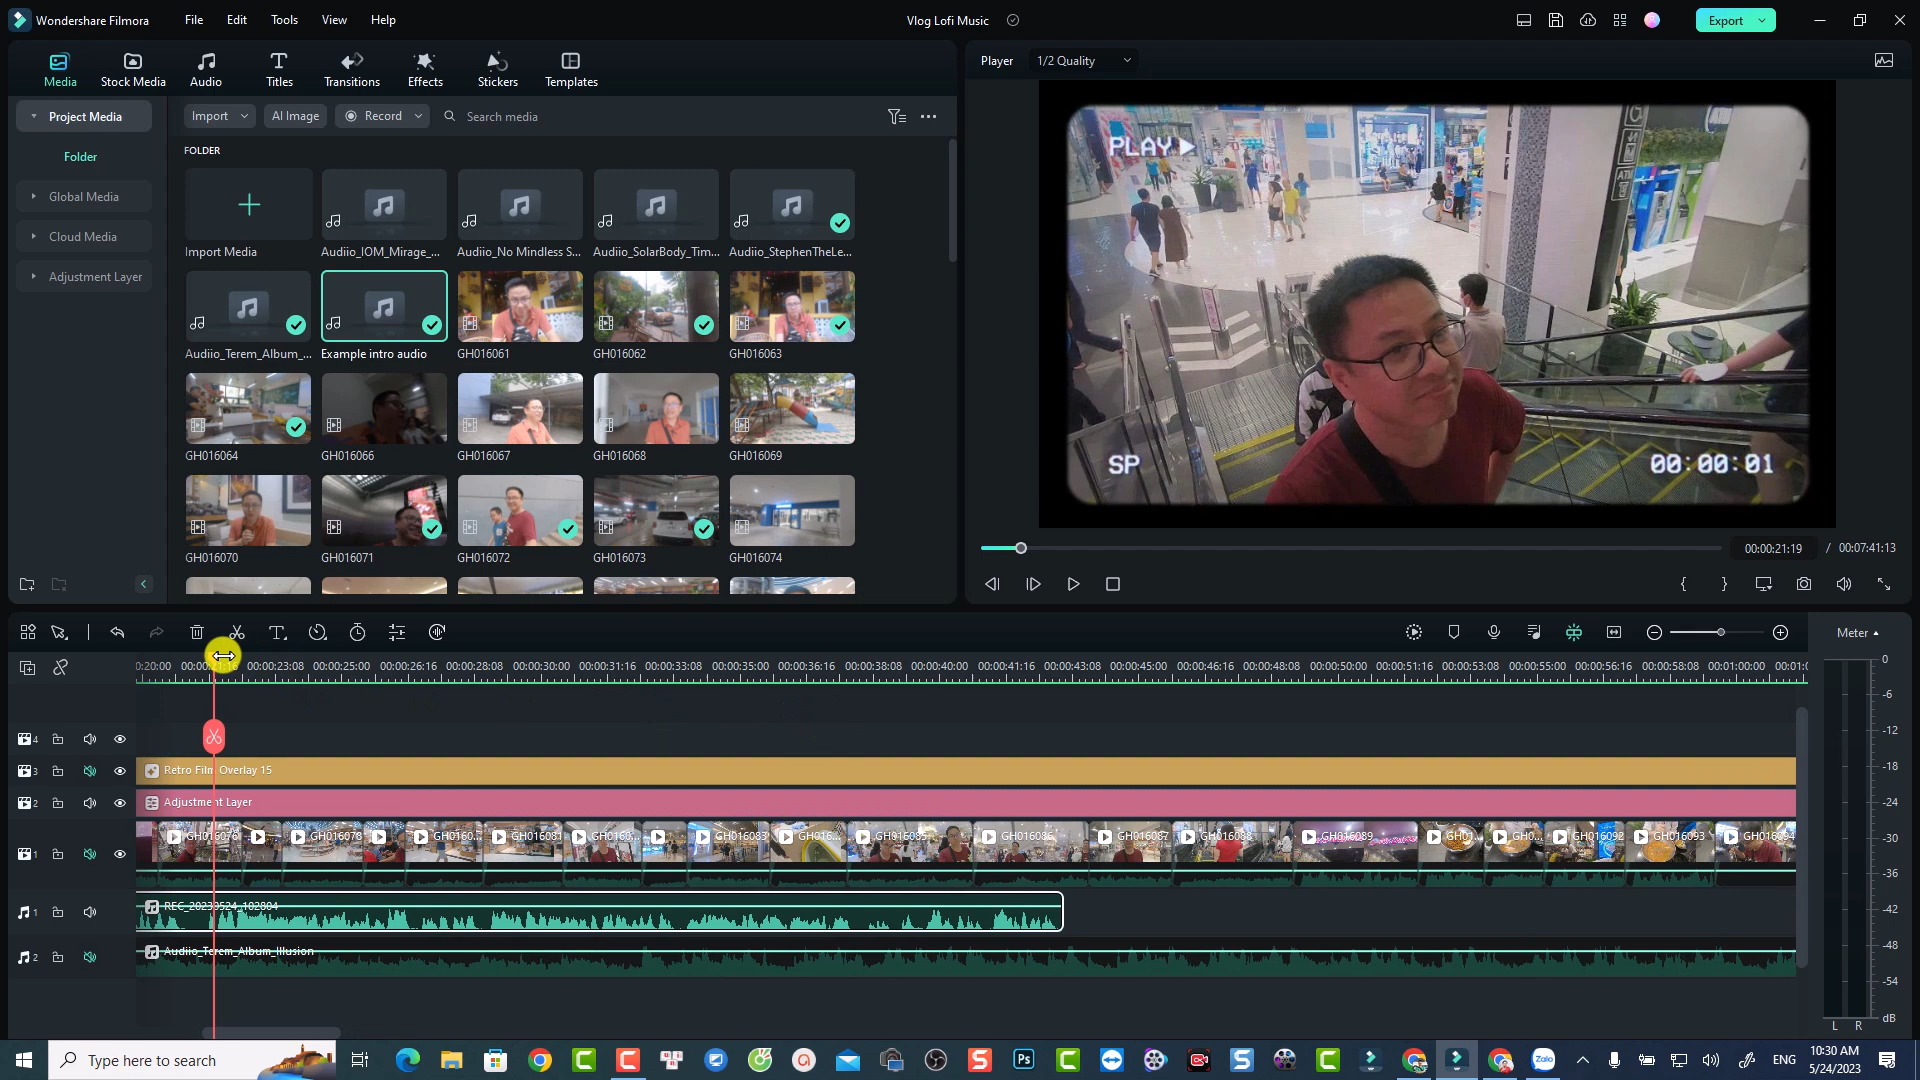 Wondershare Filmora
File
Edit
Tools
View
Help
Vlog Lofi Music
Export
Media
Stock Media
Audio
Titles
Transitions
Effects
Stickers
Templates
Player
1/2 Quality
Project Media
Folder
Global Media
Cloud Media
Adjustment Layer
Import
AI Image
Record
Search media
FOLDER
Import Media
Audiio_IOM_Mirage_...
Audiio_No Mindless S...
Audiio_SolarBody_Tim...
Audiio_StephenTheLe...
Audiio_Terem_Album_...
Example intro audio
GH016061
GH016062
GH016063
GH016064
GH016066
GH016067
GH016068
GH016069
GH016070
GH016071
GH016072
GH016073
GH016074
PLAY
ATM
SP
00:00:01
00:00:21:19
/
00:07:41:13
Meter
0:20:00
00:00:21:16
00:00:23:08
00:00:25:00
00:00:26:16
00:00:28:08
00:00:30:00
00:00:31:16
00:00:33:08
00:00:35:00
00:00:36:16
00:00:38:08
00:00:40:00
00:00:41:16
00:00:43:08
00:00:45:00
00:00:46:16
00:00:48:08
00:00:50:00
00:00:51:16
00:00:53:08
00:00:55:00
00:00:56:16
00:00:58:08
00:01:00:00
00:01:0
4
3
Retro Film Overlay 15
2
Adjustment Layer
1
GH016076
GH016078
GH0160...
GH016081
GH0160...
GH016083
GH016...
GH016085
GH016086
GH016087
GH016088
GH016089
GH01...
GH0...
GH016092
GH016093
GH016094
1
REC_20230524_102804
2
Audiio_Terem_Album_Illusion
0
-6
-12
-18
-24
-30
-36
-42
-48
-54
dB
L
R
Type here to search
Ps
Zalo
ENG
10:30 AM
5/24/2023